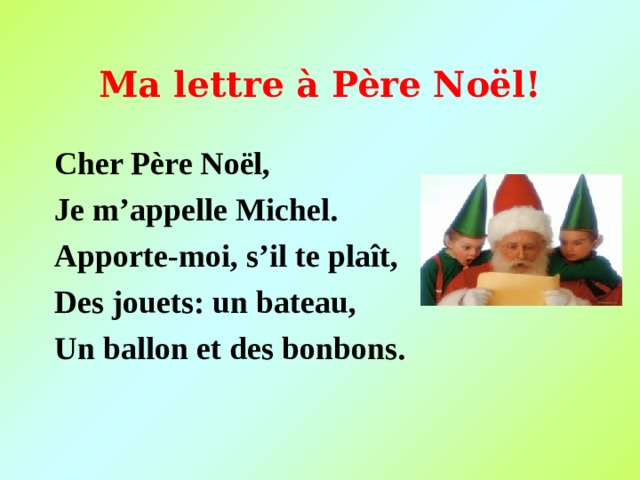 Ma lettre à Père Noël!
Cher Père Noël,
Je m’appelle Michel.
Apporte-moi, s’il te plaît,
Des jouets: un bateau,
Un ballon et des bonbons.